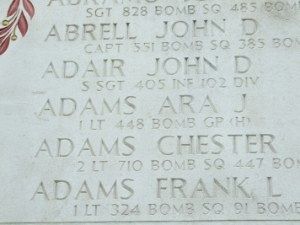 SGT 828 BOMB SQ 485 BOM
ABRELL JOHN D
CAPT 551 BOMB SQ 385 BOM
ADAIR JOHN D
S SGT 405 INF 102 DIV
ADAMS ARA J
1 LT 448 BOMB GP (H)
ADAMS CHESTER
2 LT 710 BOMB SQ 447 BO
ADAMS FRANK L
1 LT 324 BOMB SQ 91 BOMB